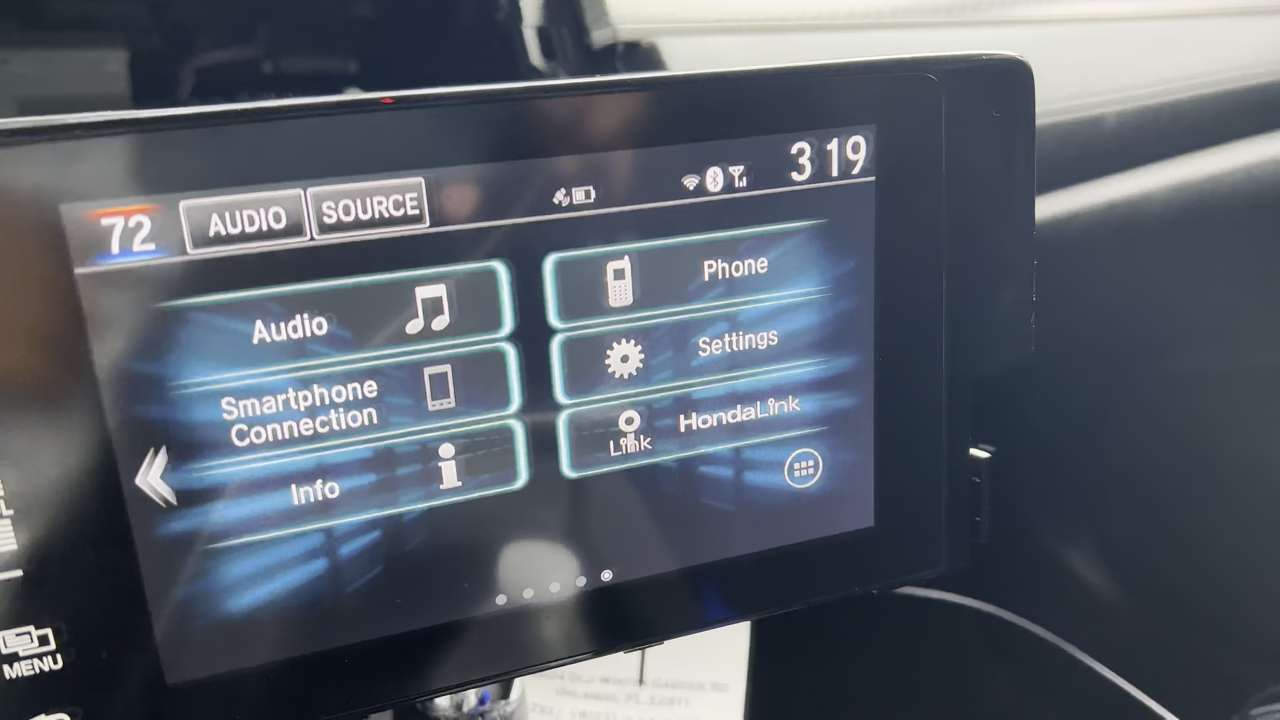 72
AUDIO
SOURCE
3 19
Audio
Phone
Smartphone
Connection
Settings
Info
Link
HondaLink
MENU